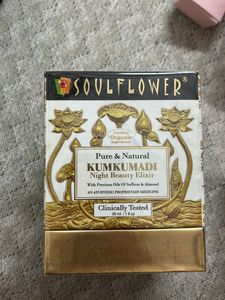 SOULFLOWER®
Certified
Organic
Pure & Natural
KUMKUMADI
Night Beauty Elixir
With Precious Oils Of Saffron & Almond
AN AYURVEDIC PROPRIETARY MEDICINE
Clinically Tested
30 ml / 1 fl oz